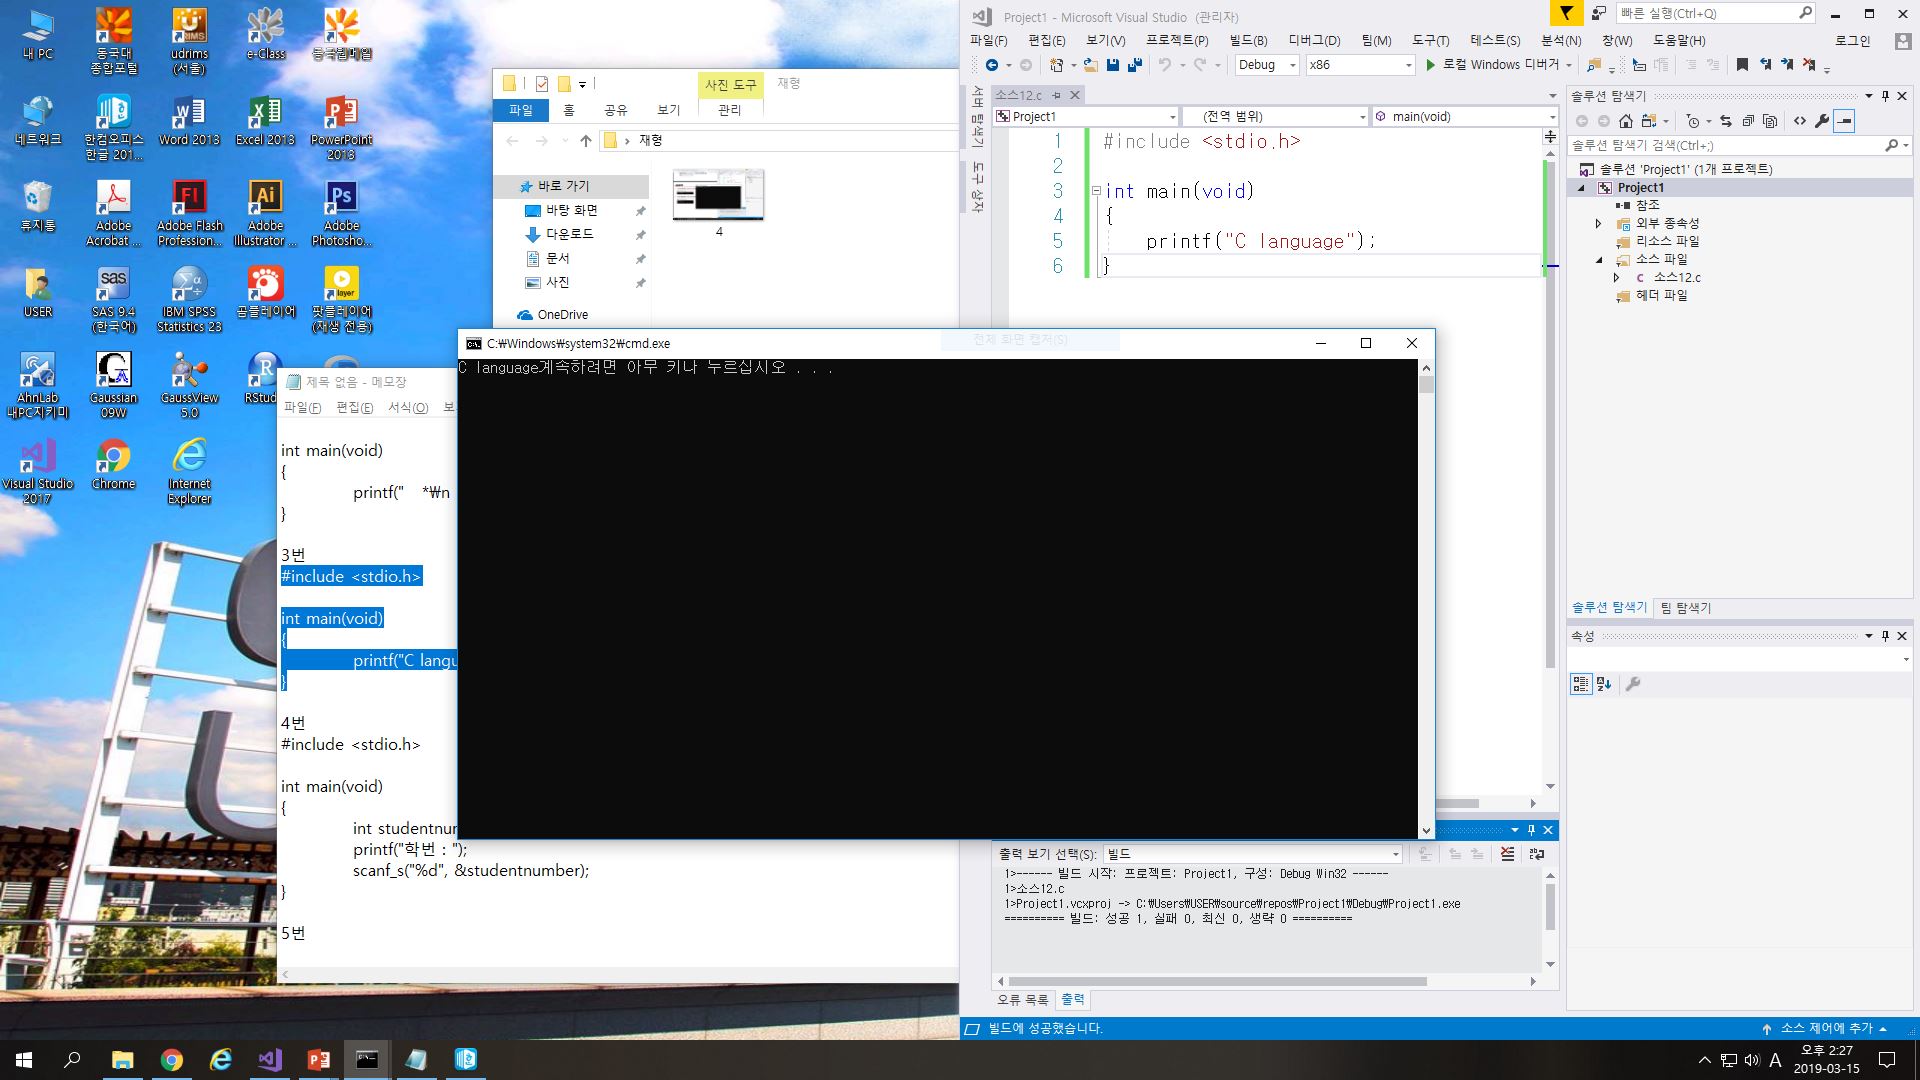 내 PC
동국대
종합포털
udrims
(서울)
e-Class
동국웹메일
네트워크
한컴오피스
한글 201...
Word 2013
Excel 2013
PowerPoint
2013
휴지통
Adobe
Acrobat ...
Adobe Flash
Profession...
Adobe
Illustrator ...
Adobe
Photosho...
USER
SAS 9.4
(한국어)
IBM SPSS
Statistics 23
곰플레이어
팟플레이어
(재생 전용)
AhnLab
내PC지키미
Gaussian
09W
GaussView
5.0
RStud
Visual Studio
2017
Chrome
Internet
Explorer
사진 도구
재형
파일
홈
공유
보기
관리
재형
바로 가기
바탕 화면
다운로드
문서
사진
OneDrive
4
제목 없음 - 메모장
파일(F) 편집(E) 서식(O) 보
int main(void)
{
printf("   *₩n
}
3번
#include <stdio.h>
int main(void)
{
printf("C langu
}
4번
#include <stdio.h>
int main(void)
{
int studentnu
printf("학번 : ");
scanf_s("%d", &studentnumber);
}
5번
C:₩Windows₩system32₩cmd.exe
전체 화면 캡처(S)
C language계속하려면 아무 키나 누르십시오 . . .
Project1 - Microsoft Visual Studio (관리자)
빠른 실행(Ctrl+Q)
파일(F) 편집(E) 보기(V) 프로젝트(P) 빌드(B) 디버그(D) 팀(M) 도구(T) 테스트(S) 분석(N) 창(W) 도움말(H) 로그인
Debug x86 로컬 Windows 디버거
서버 탐색기
도구 상자
소스12.c
Project1 (전역 범위) main(void)
1 #include <stdio.h>
2
3 int main(void)
4 {
5 printf("C language");
6 }
출력 보기 선택(S): 빌드
1>------ 빌드 시작: 프로젝트: Project1, 구성: Debug Win32 ------
1>소스12.c
1>Project1.vcxproj -> C:₩Users₩USER₩source₩repos₩Project1₩Debug₩Project1.exe
========== 빌드: 성공 1, 실패 0, 최신 0, 생략 0 ==========
오류 목록 출력
빌드에 성공했습니다.
소스 제어에 추가
솔루션 탐색기
솔루션 탐색기 검색(Ctrl+;)
솔루션 'Project1' (1개 프로젝트)
Project1
참조
외부 종속성
리소스 파일
소스 파일
소스12.c
헤더 파일
솔루션 탐색기 팀 탐색기
속성
A
오후 2:27
2019-03-15